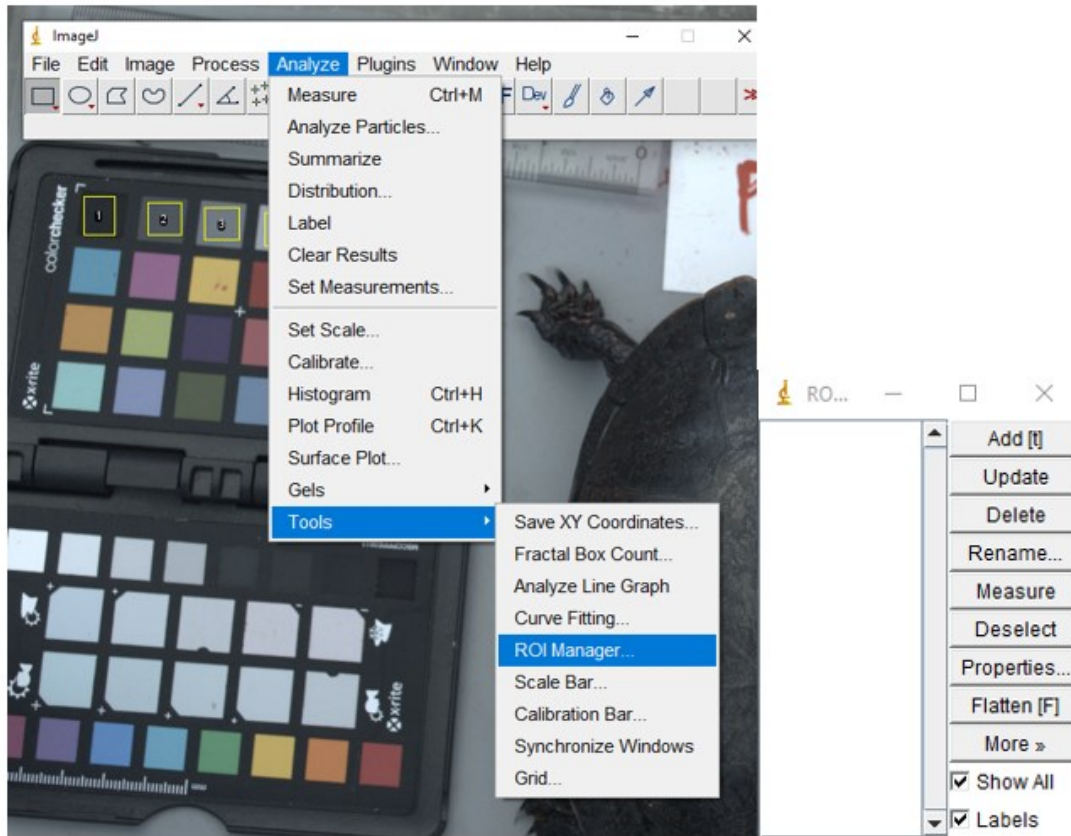 ImageJ
File Edit Image Process Analyze Plugins Window Help
Dev
Measure Ctrl+M
Analyze Particles...
Summarize
Distribution...
Label
Clear Results
Set Measurements...
Set Scale...
Calibrate...
Histogram Ctrl+H
Plot Profile Ctrl+K
Surface Plot...
Gels
Tools
Save XY Coordinates...
Fractal Box Count...
Analyze Line Graph
Curve Fitting...
ROI Manager...
Scale Bar...
Calibration Bar...
Synchronize Windows
Grid...
colorchecker
1 2 3
x-rite
x-rite
0
RO...
Add [t]
Update
Delete
Rename...
Measure
Deselect
Properties...
Flatten [F]
More »
Show All
Labels